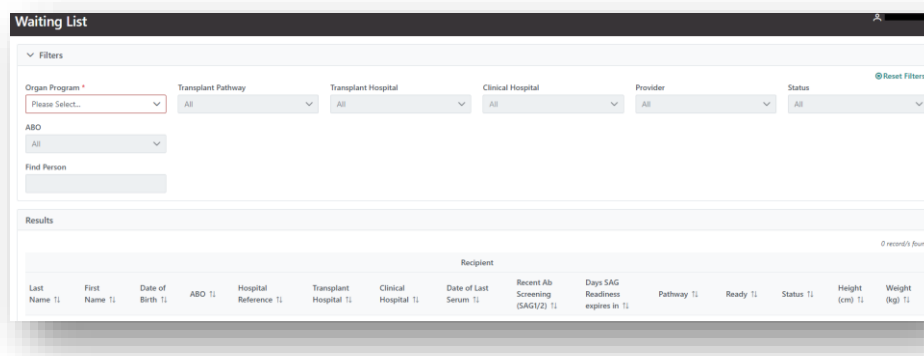 Waiting List
Filters
Reset Filters
Organ Program * Transplant Pathway Transplant Hospital Clinical Hospital Provider Status
Please Select... All All All All All
ABO
All
Find Person
Results
0 record/s foun
Recipient
Last Name First Name Date of Birth ABO Hospital Reference Transplant Hospital Clinical Hospital Date of Last Serum Recent Ab Screening (SAG1/2) Days SAG Readiness expires in Pathway Ready Status Height (cm) Weight (kg)